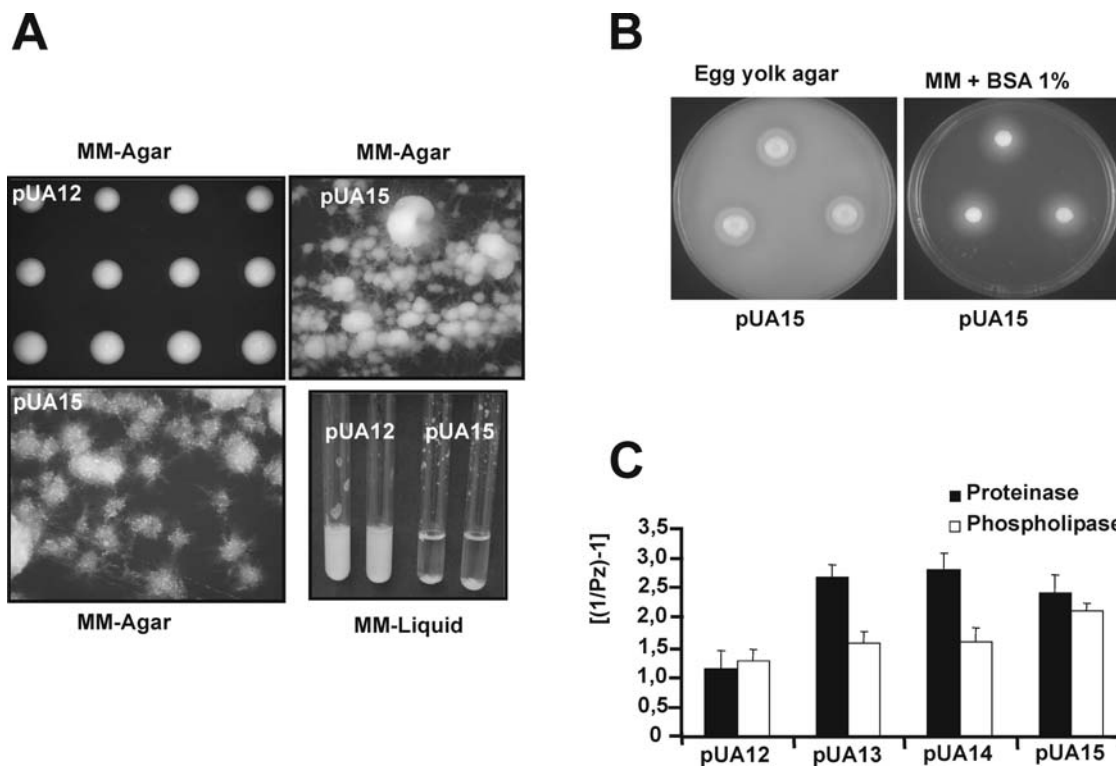 A
MM-Agar
MM-Agar
pUA12
pUA15
pUA15
pUA12 pUA15
MM-Agar
MM-Liquid
B
Egg yolk agar
MM + BSA 1%
pUA15
pUA15
C
Proteinase
Phospholipase
[(1/Pz)-1]
3,5
3,0
2,5
2,0
1,5
1,0
0,5
0
pUA12 pUA13 pUA14 pUA15